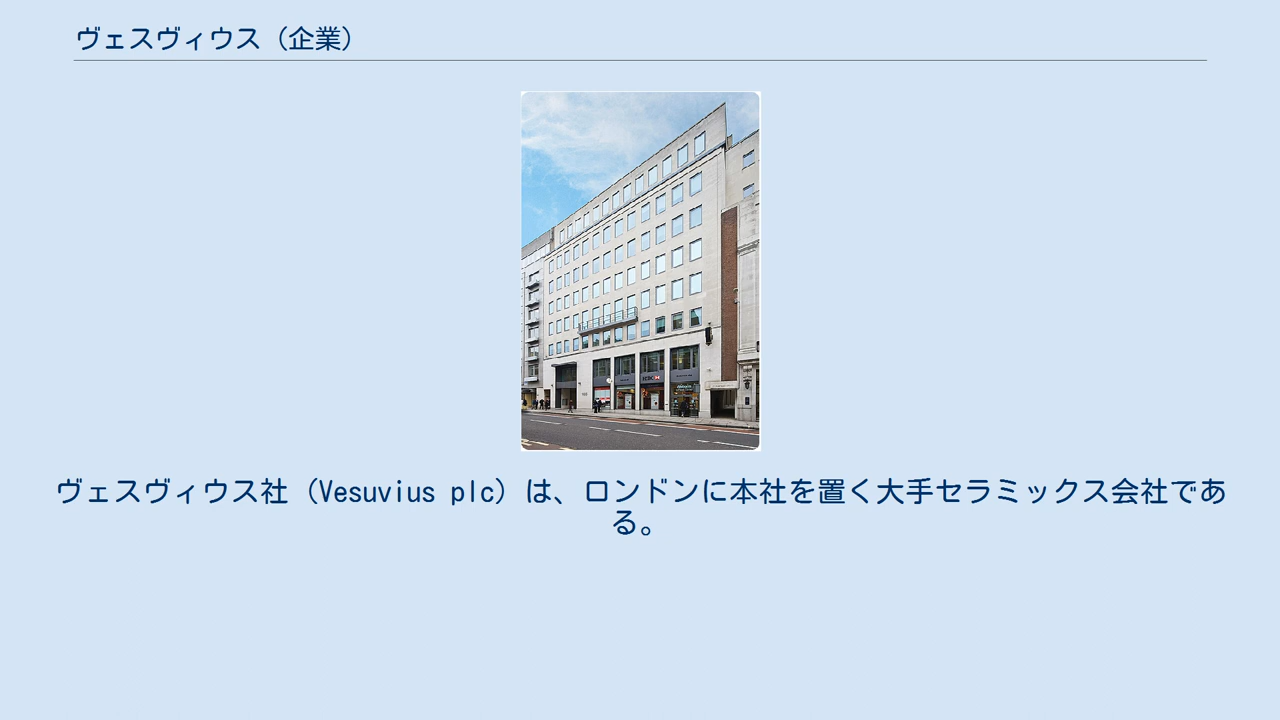 ヴェスヴィウス（企業）
ヴェスヴィウス社（Vesuvius plc）は、ロンドンに本社を置く大手セラミックス会社であ
る。